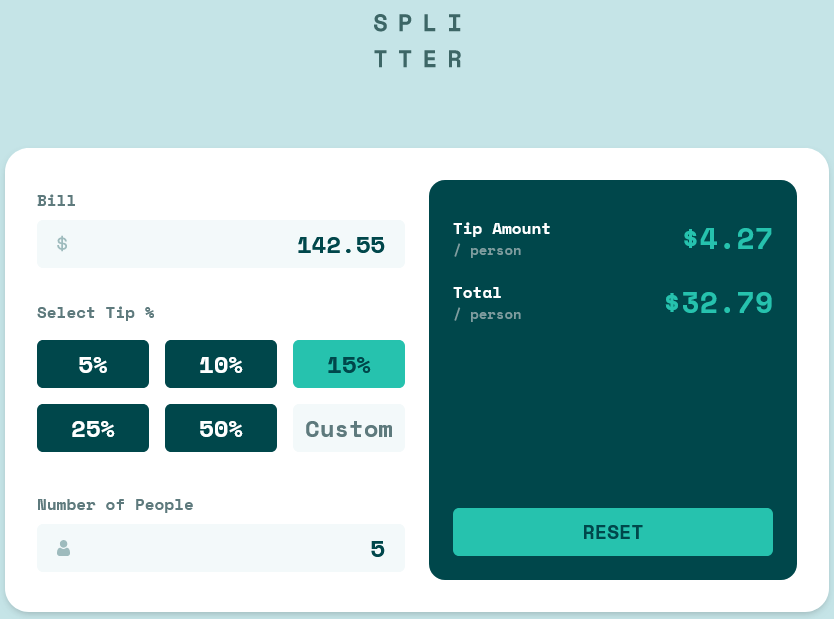 SPLI
TTER
Bill
$ 142.55
Select Tip %
5% 10% 15%
25% 50% Custom
Number of People
5
Tip Amount
/ person
$4.27
Total
/ person
$32.79
RESET